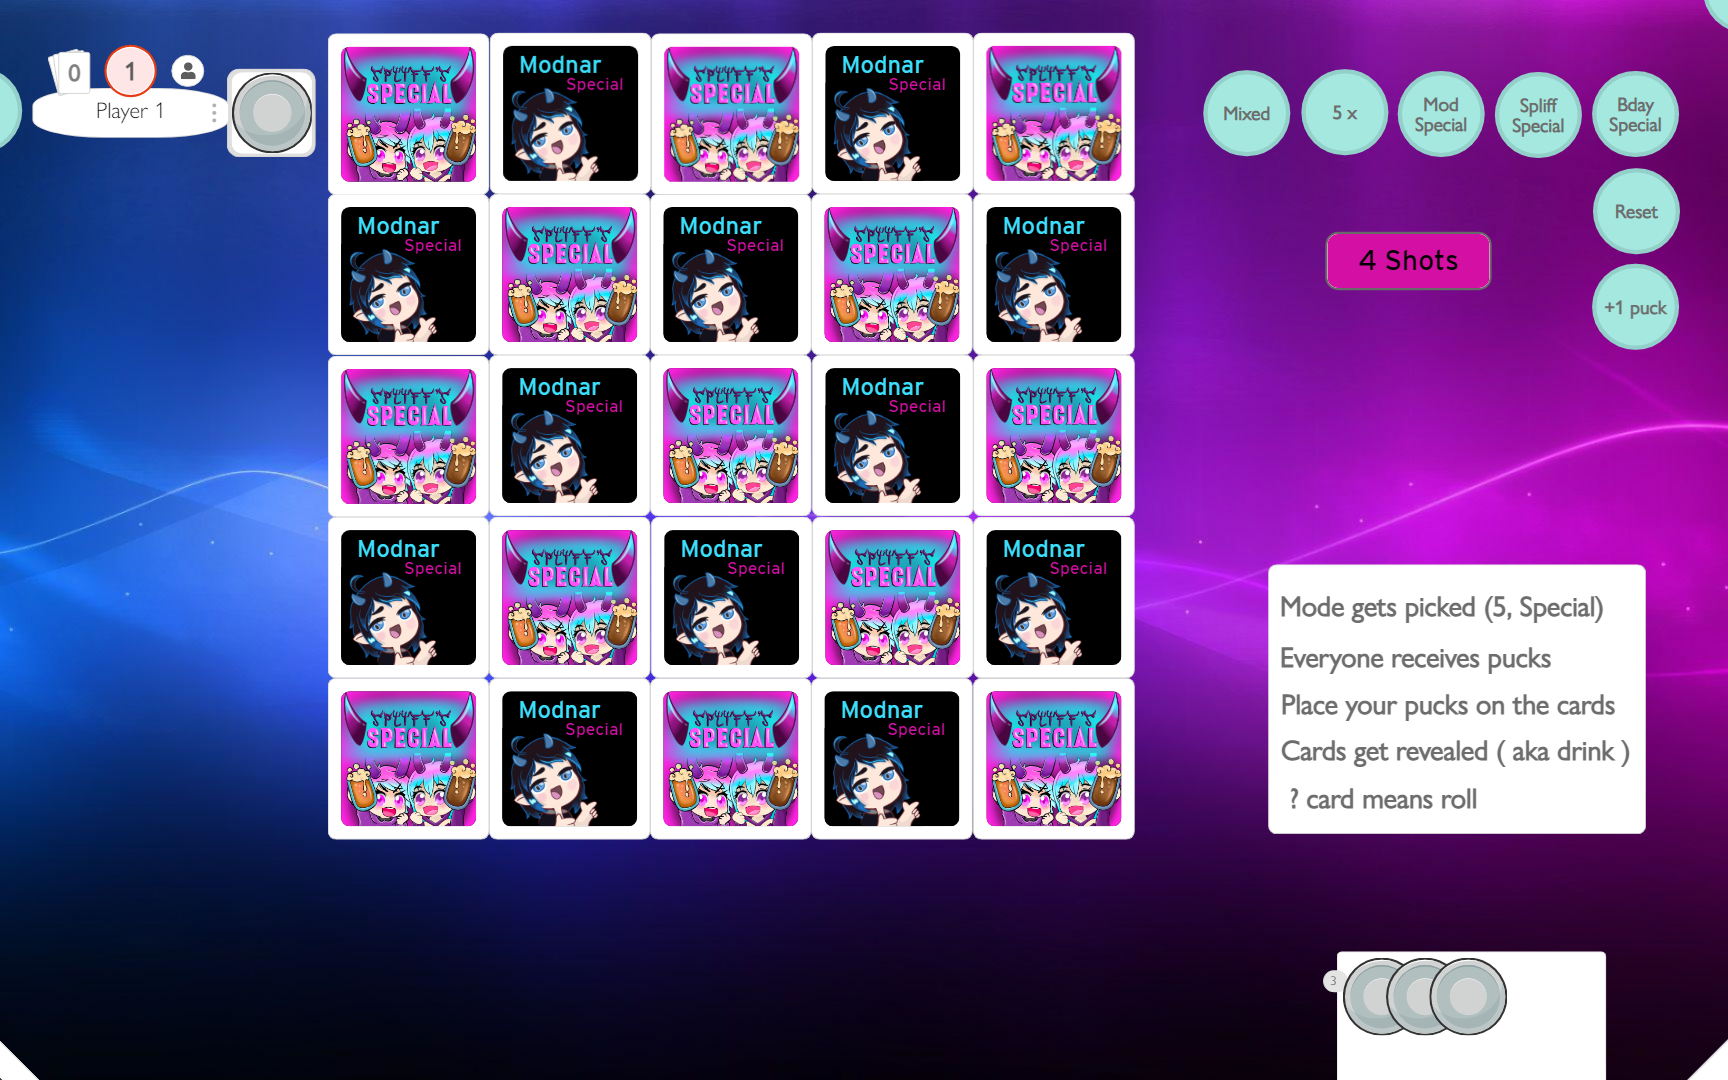 0
1
Player 1
SPLIFF'S
SPECIAL
Modnar
Special
SPLIFF'S
SPECIAL
Modnar
Special
SPLIFF'S
SPECIAL
Modnar
Special
SPLIFF'S
SPECIAL
Modnar
Special
SPLIFF'S
SPECIAL
Modnar
Special
SPLIFF'S
SPECIAL
Modnar
Special
SPLIFF'S
SPECIAL
Modnar
Special
SPLIFF'S
SPECIAL
Modnar
Special
SPLIFF'S
SPECIAL
Modnar
Special
SPLIFF'S
SPECIAL
Modnar
Special
SPLIFF'S
SPECIAL
Modnar
Special
SPLIFF'S
SPECIAL
Modnar
Special
SPLIFF'S
SPECIAL
Mixed
5 x
Mod
Special
Spliff
Special
Bday
Special
Reset
+1 puck
4 Shots
Mode gets picked (5, Special)
Everyone receives pucks
Place your pucks on the cards
Cards get revealed ( aka drink )
? card means roll
3